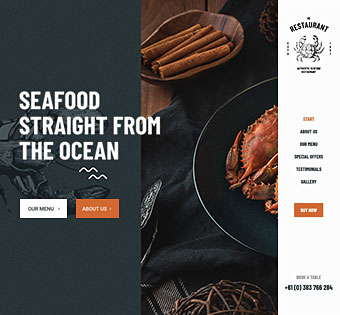 SEAFOOD
STRAIGHT FROM
THE OCEAN
OUR MENU
ABOUT US
RESTAURANT
AUTHENTIC SEAFOOD
RESTAURANT
START
ABOUT US
OUR MENU
SPECIAL OFFERS
TESTIMONIALS
GALLERY
BUY NOW
BOOK A TABLE
+61 (0) 383 766 284